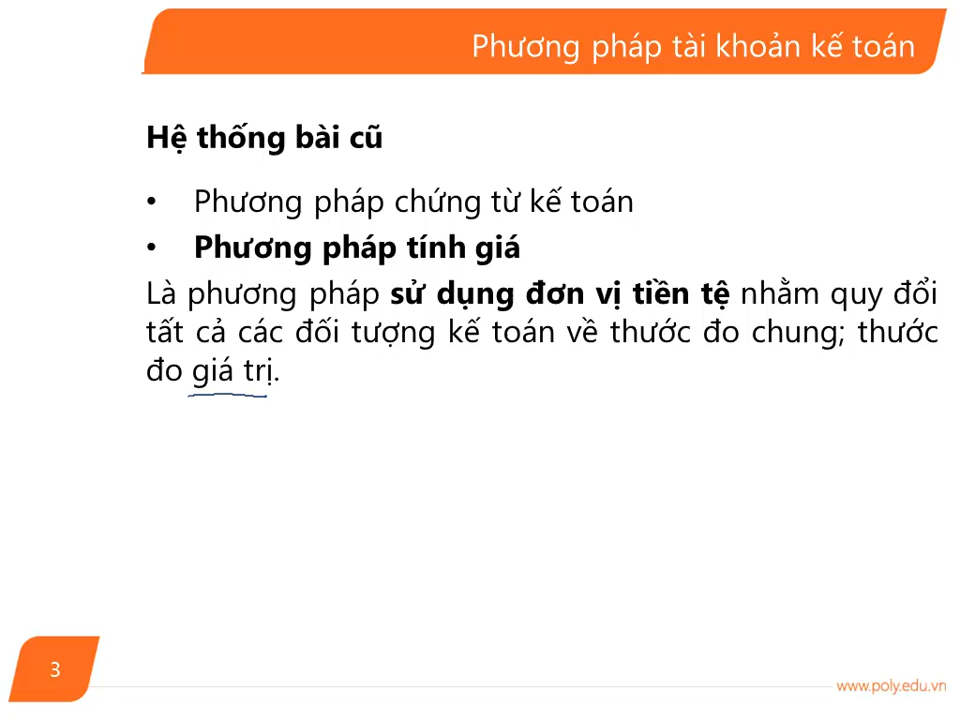 Phương pháp tài khoản kế toán
Hệ thống bài cũ
• Phương pháp chứng từ kế toán
• Phương pháp tính giá
Là phương pháp sử dụng đơn vị tiền tệ nhằm quy đổi
tất cả các đối tượng kế toán về thước đo chung; thước
đo giá trị.
3
www.poly.edu.vn